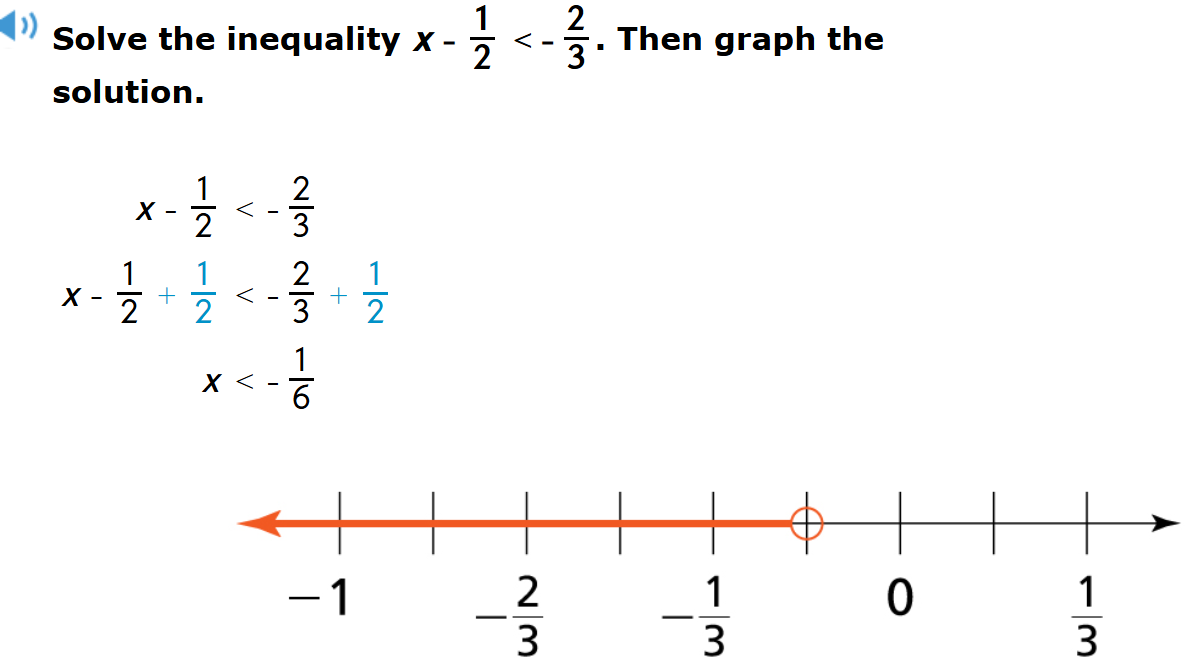 Solve the inequality x - 1/2 < - 2/3. Then graph the
solution.
x - 1/2 < - 2/3
x - 1/2 + 1/2 < - 2/3 + 1/2
x < - 1/6
−1 −2/3 −1/3 0 1/3